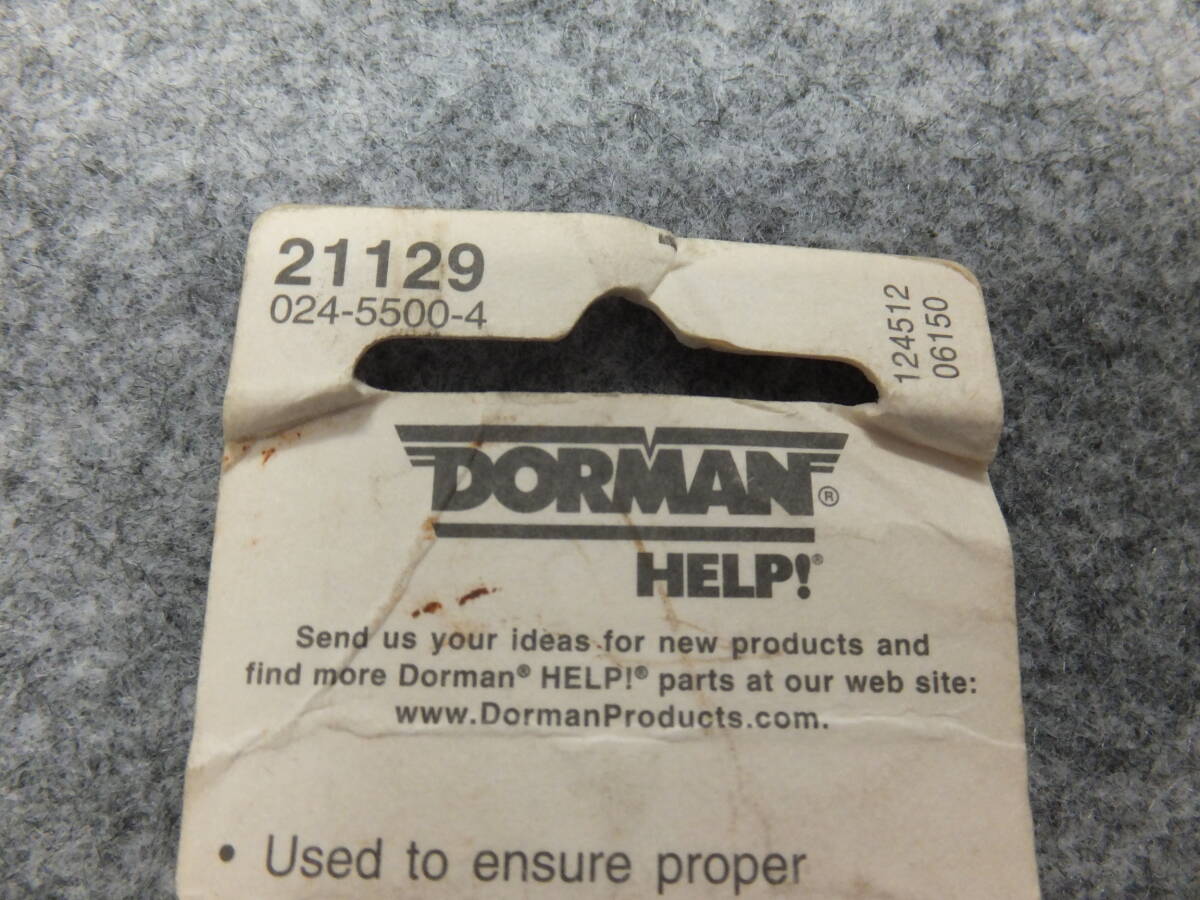 21129
024-5500-4
124512
06150
DORMAN®
HELP!®
Send us your ideas for new products and
find more Dorman® HELP!® parts at our web site:
www.DormanProducts.com.
• Used to ensure proper